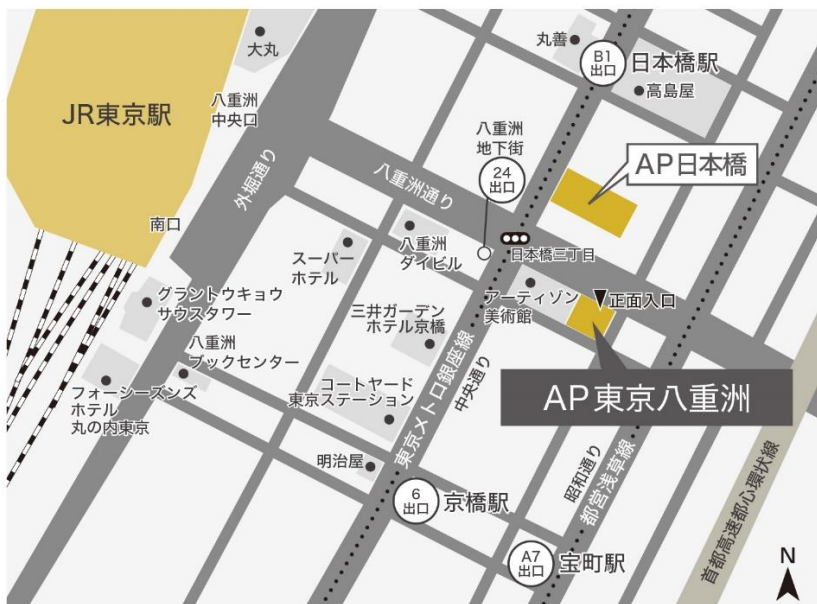 大丸
JR東京駅
八重洲
中央口
外堀通り
南口
丸善
B1
出口
日本橋駅
高島屋
八重洲
地下街
24
出口
AP日本橋
八重洲通り
日本橋三丁目
スーパー
ホテル
八重洲
ダイビル
アーティゾン
美術館
正面入口
グラントウキョウ
サウスタワー
三井ガーデン
ホテル京橋
八重洲
ブックセンター
フォーシーズンズ
ホテル
丸の内東京
コートヤード
東京ステーション
東京メトロ銀座線
中央通り
AP東京八重洲
明治屋
6
出口
京橋駅
昭和通り
都営浅草線
A7
出口
宝町駅
首都高速都心環状線
N